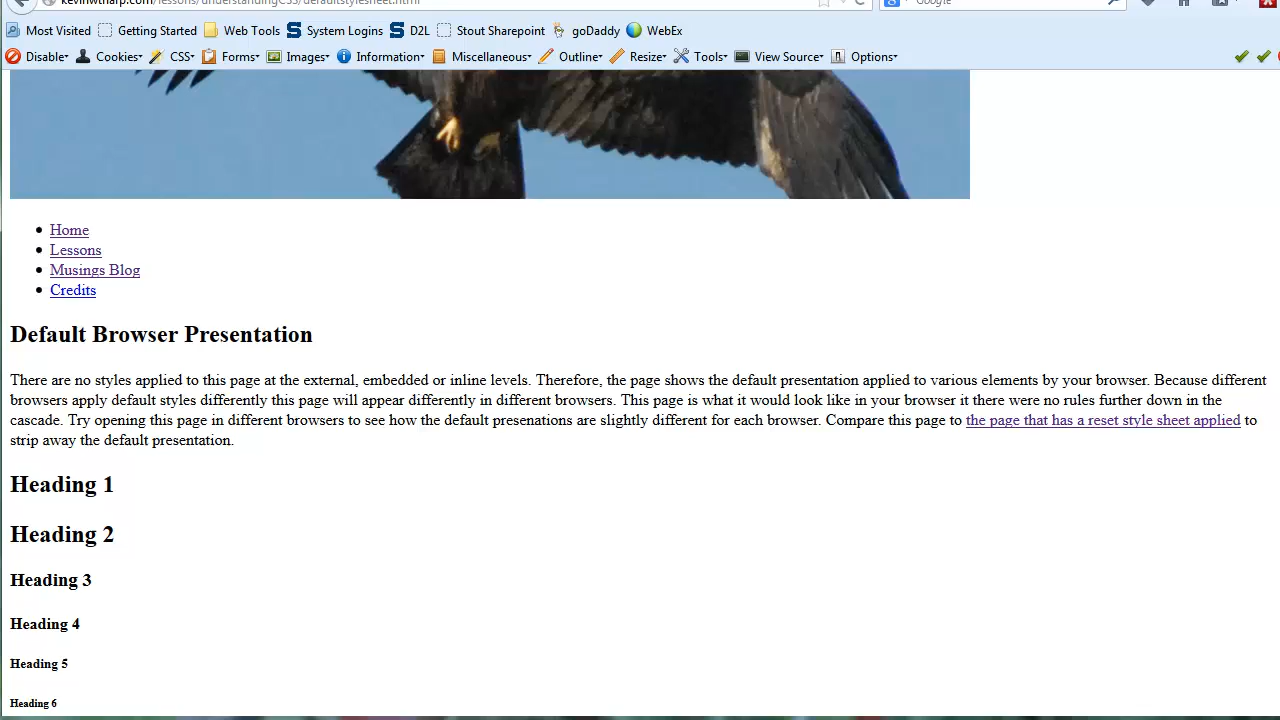 kevinwtharp.com/lessons/understandingCSS/defaultstylesheet.html
Google
Most Visited Getting Started Web Tools System Logins D2L Stout Sharepoint goDaddy WebEx
Disable Cookies CSS Forms Images Information Miscellaneous Outline Resize Tools View Source Options
Home
Lessons
Musings Blog
Credits
Default Browser Presentation
There are no styles applied to this page at the external, embedded or inline levels. Therefore, the page shows the default presentation applied to various elements by your browser. Because different
browsers apply default styles differently this page will appear differently in different browsers. This page is what it would look like in your browser it there were no rules further down in the
cascade. Try opening this page in different browsers to see how the default presenations are slightly different for each browser. Compare this page to the page that has a reset style sheet applied to
strip away the default presentation.
Heading 1
Heading 2
Heading 3
Heading 4
Heading 5
Heading 6